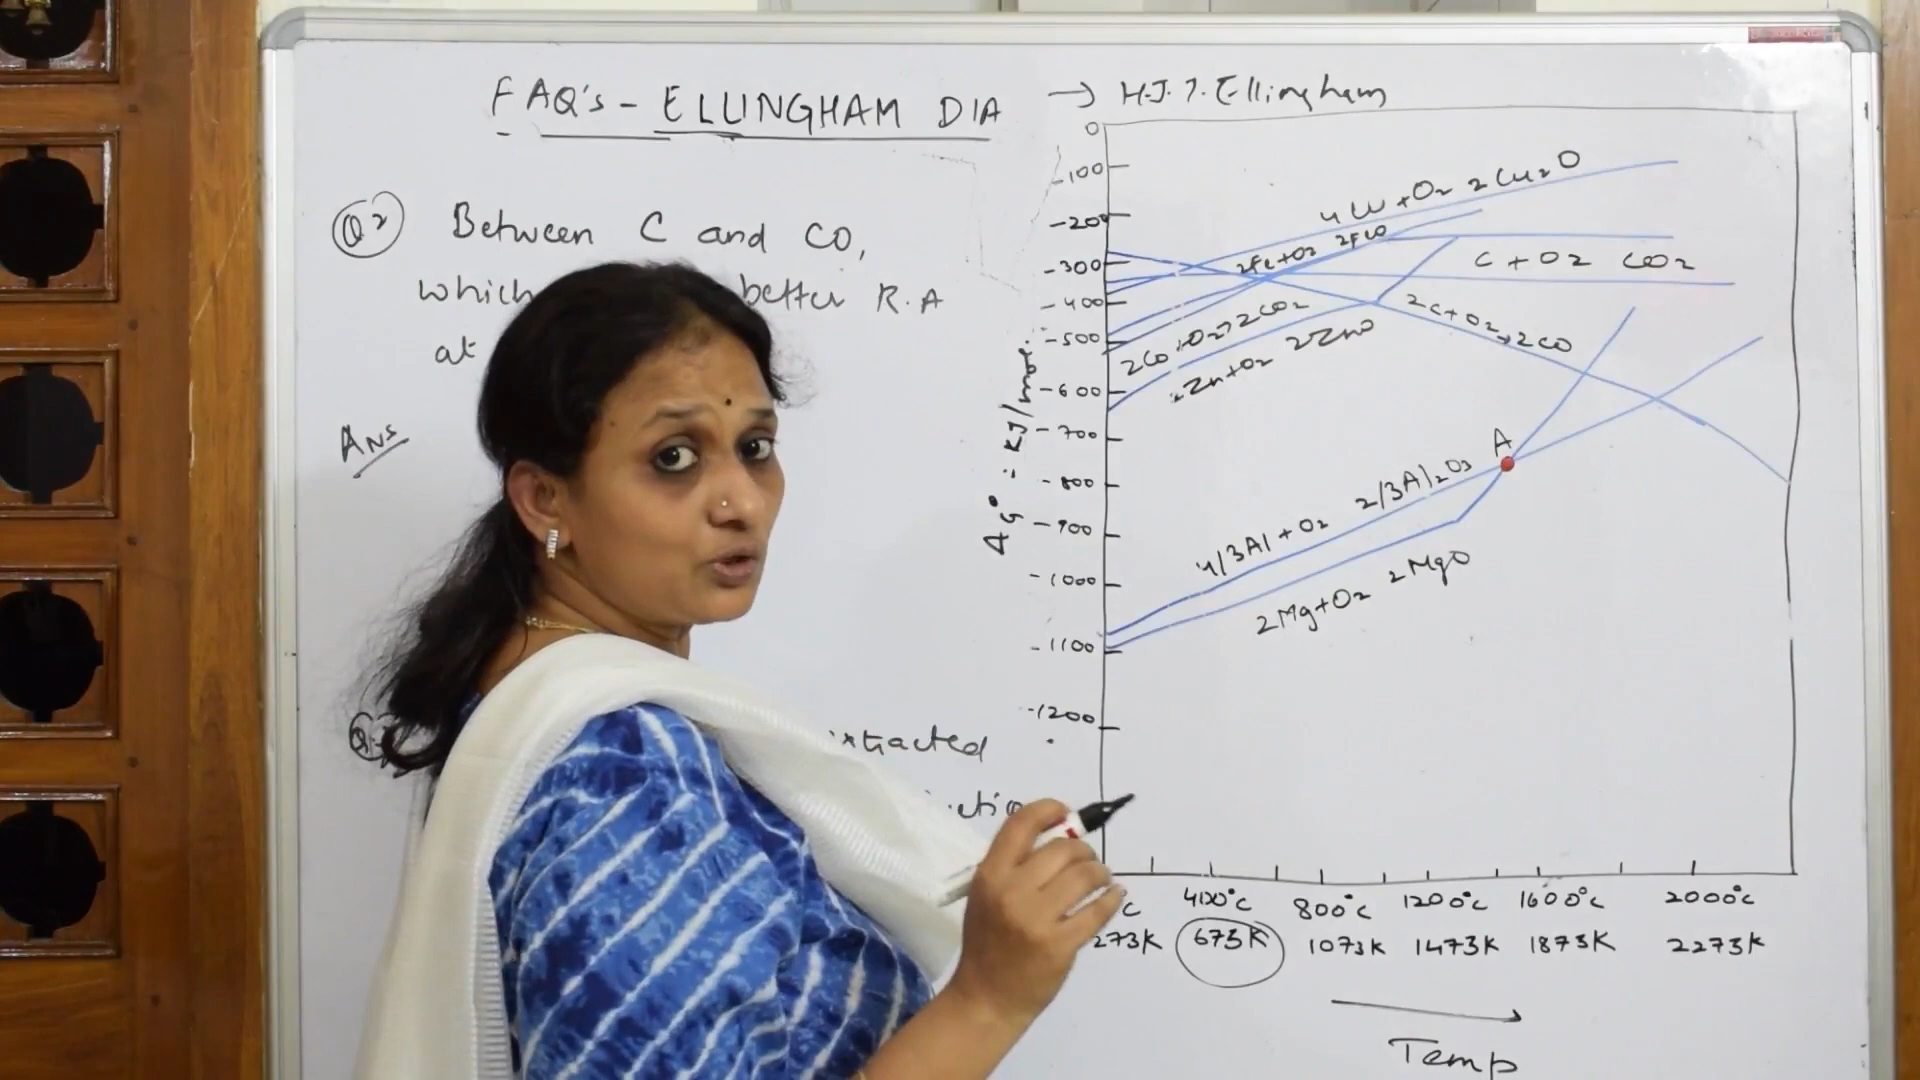 FAQ's - ELLINGHAM DIA
→ H.J.T. Ellingham
Q2 Between C and CO,
which better R.A
at
Ans
xtracted
ctio
0
-100
-200
-300
-400
-500
-600
-700
-800
-900
-1000
-1100
-1200
ΔG° = KJ/mol
4Cu+O2 2Cu2O
2Fe+O2 2FeO
C+O2 CO2
2CO+O2→2CO2
2C+O2→2CO
2Zn+O2 2ZnO
A
4/3Al+O2 2/3Al2O3
2Mg+O2 2MgO
°C 400°C 800°C 1200°C 1600°C 2000°C
273K 673K 1073K 1473K 1873K 2273K
Temp